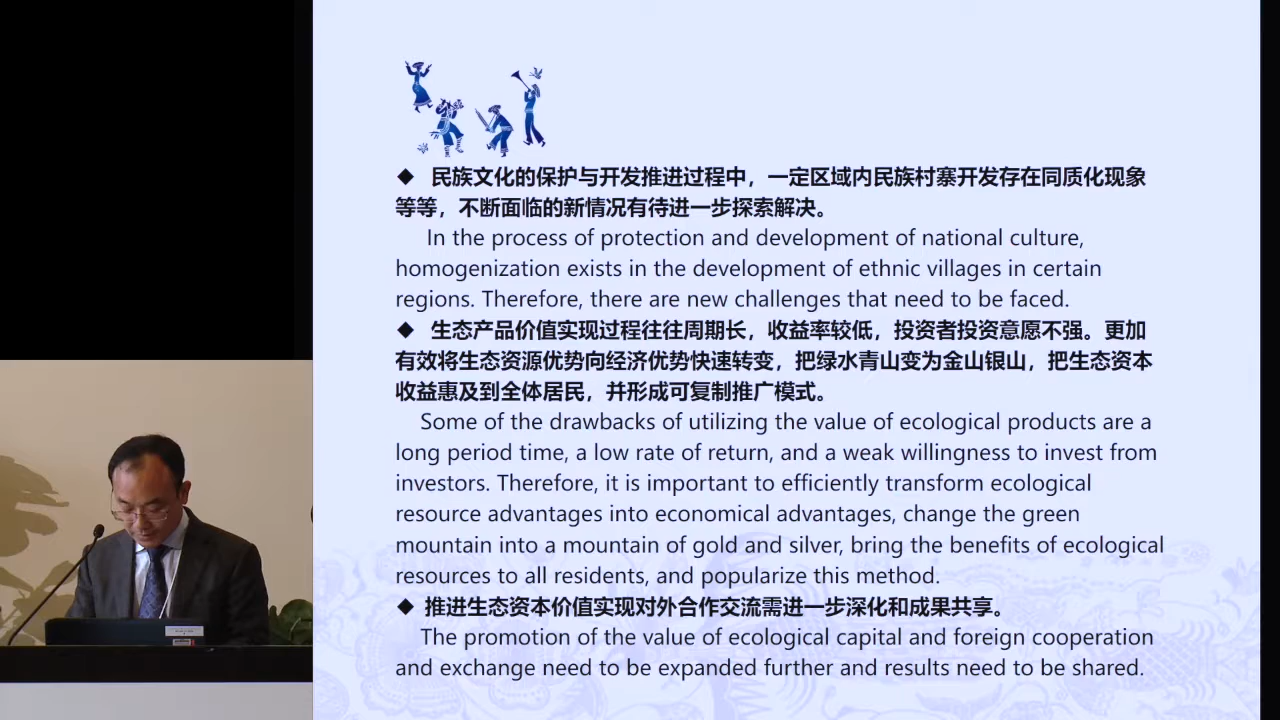 ◆ 民族文化的保护与开发推进过程中，一定区域内民族村寨开发存在同质化现象
等等，不断面临的新情况有待进一步探索解决。
In the process of protection and development of national culture,
homogenization exists in the development of ethnic villages in certain
regions. Therefore, there are new challenges that need to be faced.
◆ 生态产品价值实现过程往往周期长，收益率较低，投资者投资意愿不强。更加
有效将生态资源优势向经济优势快速转变，把绿水青山变为金山银山，把生态资本
收益惠及到全体居民，并形成可复制推广模式。
Some of the drawbacks of utilizing the value of ecological products are a
long period time, a low rate of return, and a weak willingness to invest from
investors. Therefore, it is important to efficiently transform ecological
resource advantages into economical advantages, change the green
mountain into a mountain of gold and silver, bring the benefits of ecological
resources to all residents, and popularize this method.
◆ 推进生态资本价值实现对外合作交流需进一步深化和成果共享。
The promotion of the value of ecological capital and foreign cooperation
and exchange need to be expanded further and results need to be shared.